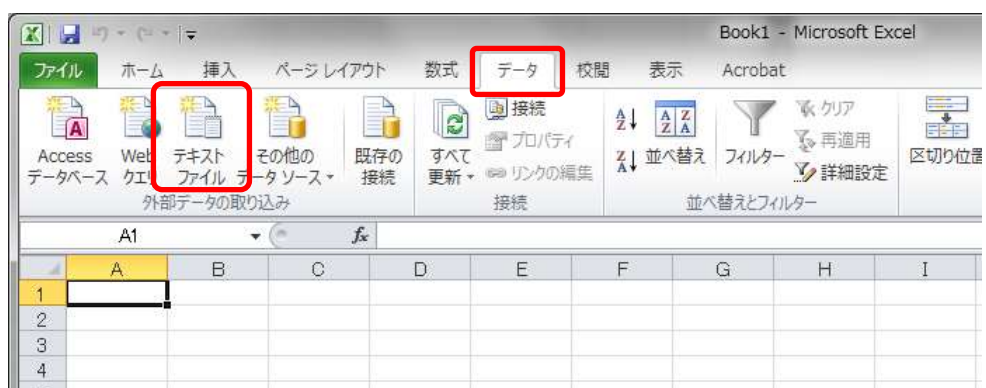 Book1 - Microsoft Excel
ファイル ホーム 挿入 ページ レイアウト 数式 データ 校閲 表示 Acrobat
Access データベース
Web クエリ
テキスト ファイル
その他の データ ソース
既存の 接続
外部データの取り込み
すべて 更新
接続
プロパティ
リンクの編集
接続
並べ替え
フィルター
クリア
再適用
詳細設定
並べ替えとフィルター
区切り位置
A1 fx
A B C D E F G H I
1
2
3
4